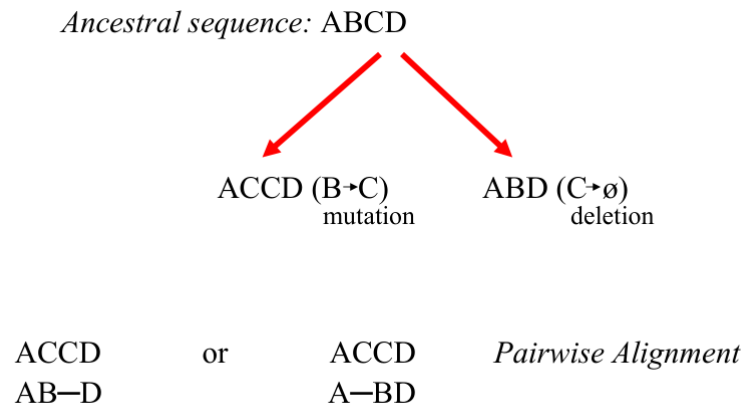 Ancestral sequence: ABCD
ACCD (B→C) ABD (C→ø)
mutation deletion
ACCD or ACCD Pairwise Alignment
AB─D A─BD